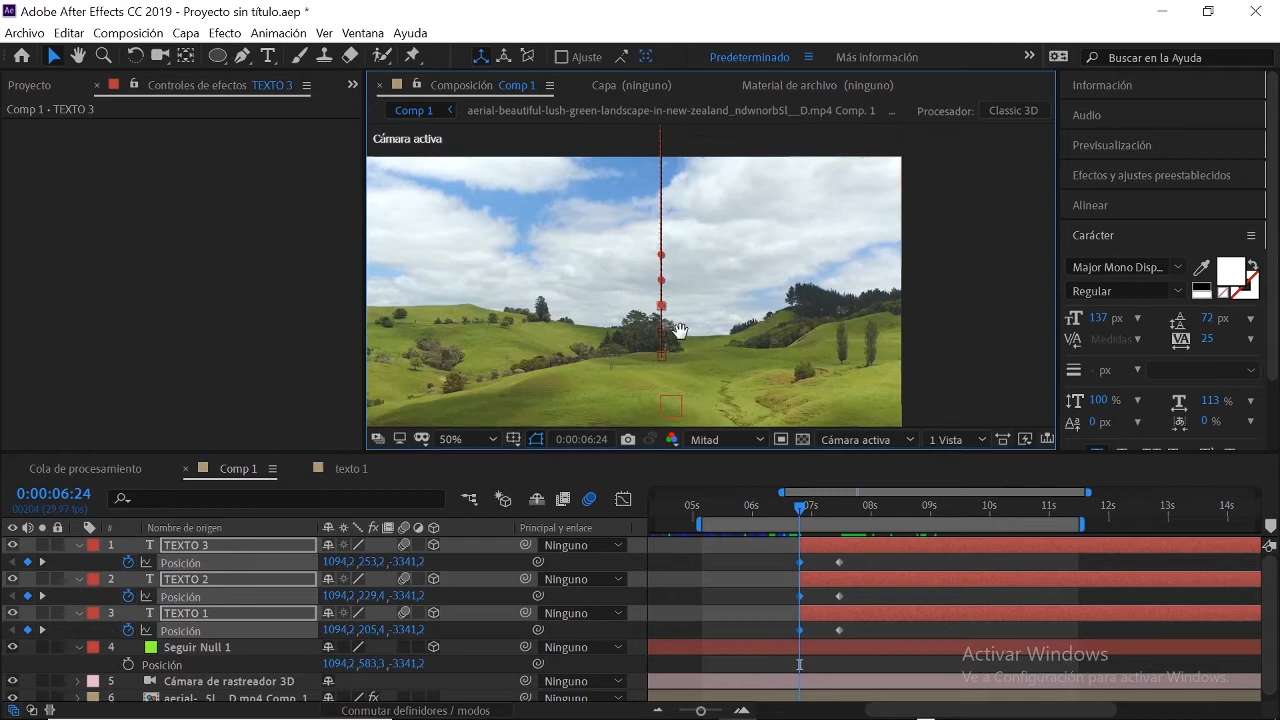 Ae Adobe After Effects CC 2019 - Proyecto sin título.aep *
Archivo Editar Composición Capa Efecto Animación Ver Ventana Ayuda
Ajuste Predeterminado Más información Buscar en la Ayuda
Proyecto Controles de efectos TEXTO 3
Composición Comp 1 Capa (ninguno) Material de archivo (ninguno)
Información
Comp 1 • TEXTO 3
Comp 1 aerial-beautiful-lush-green-landscape-in-new-zealand_ndwnorb5l__D.mp4 Comp. 1 ... Procesador: Classic 3D
Audio
Cámara activa
Previsualización
Efectos y ajustes preestablecidos
Alinear
Carácter
Major Mono Disp...
Regular
137 px 72 px
Medidas 25
- px
100 % 113 %
0 px 0 %
50% 0:00:06:24 Mitad Cámara activa 1 Vista
Cola de procesamiento Comp 1 texto 1
0:00:06:24
00204 (29.97 fps)
05s 06s 07s 08s 09s 10s 11s 12s 13s 14s
# Nombre de origen Principal y enlace
1 T TEXTO 3 Ninguno
Posición 1094,2, 253,2, -3341,2
2 T TEXTO 2 Ninguno
Posición 1094,2, 229,4, -3341,2
3 T TEXTO 1 Ninguno
Posición 1094,2, 205,4, -3341,2
4 Seguir Null 1 Ninguno
Posición 1094,2, 583,3, -3341,2
5 Cámara de rastreador 3D Ninguno
6 aerial-...5l__D.mp4 Comp. 1 Ninguno
Conmutar definidores / modos
Activar Windows
Ve a Configuración para activar Windows.